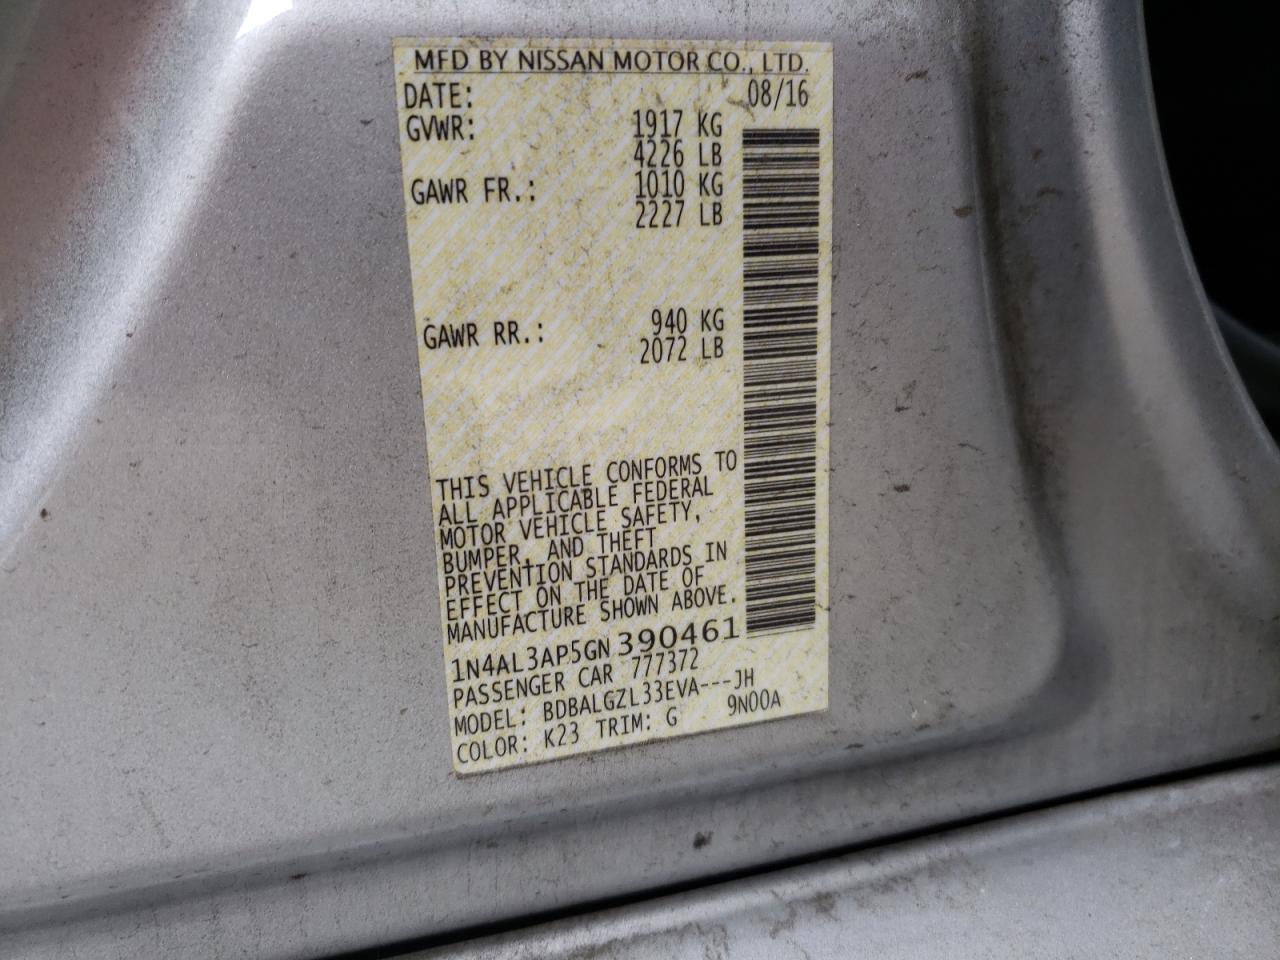 MFD BY NISSAN MOTOR CO., LTD.
DATE: 08/16
GVWR: 1917 KG
4226 LB
GAWR FR.: 1010 KG
2227 LB
GAWR RR.: 940 KG
2072 LB
THIS VEHICLE CONFORMS TO
ALL APPLICABLE FEDERAL
MOTOR VEHICLE SAFETY,
BUMPER, AND THEFT
PREVENTION STANDARDS IN
EFFECT ON THE DATE OF
MANUFACTURE SHOWN ABOVE.
1N4AL3AP5GN390461
PASSENGER CAR 777372
MODEL: BDBALGZL33EVA---JH
COLOR: K23 TRIM: G 9N00A